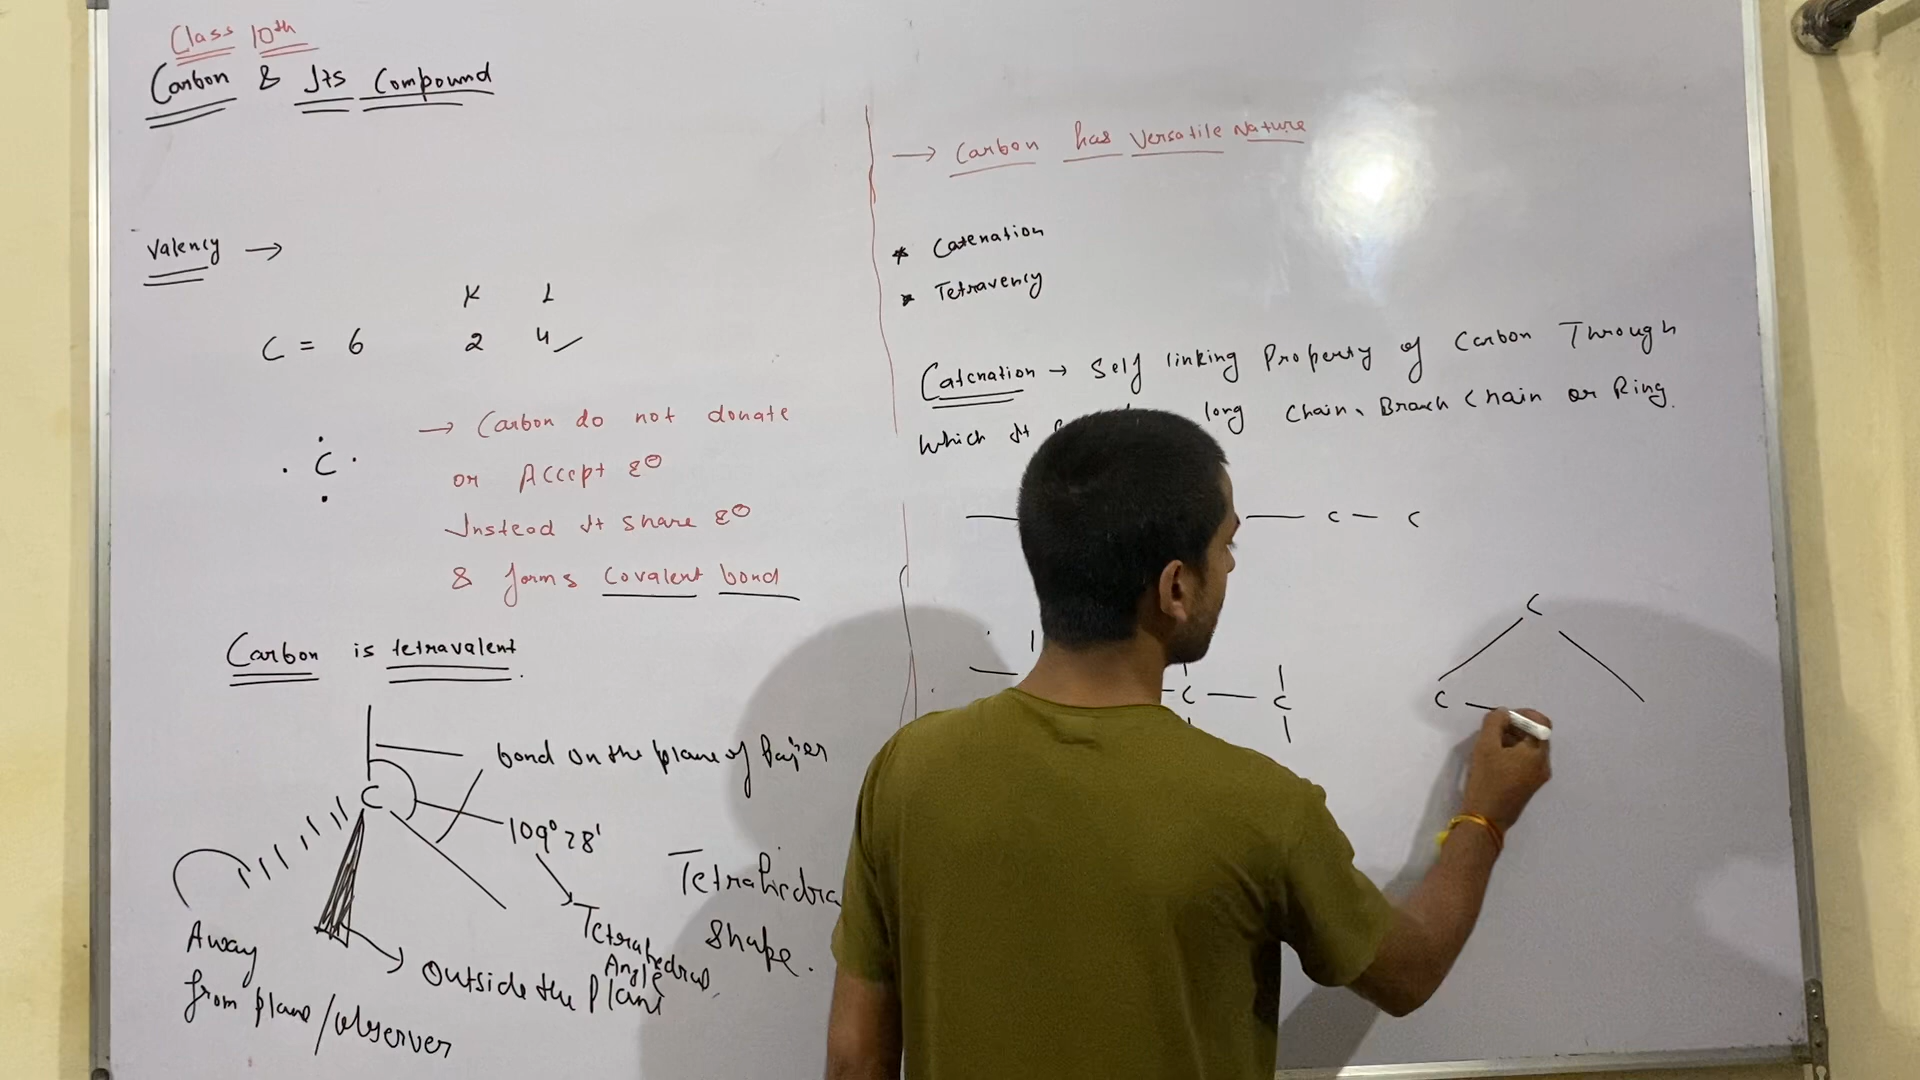 Class 10th
Carbon & Its Compound
Valency →
K L
C = 6 2 4
C
→ Carbon do not donate
or Accept e⊖
Instead It share e⊖
& forms covalent bond
Carbon is tetravalent.
bond on the plane of Paper
C
109°28'
Tetrahedral
Angle
Tetrahedra
Shape.
Away
from plane/observer
Outside the Plane
→ Carbon has Versatile Nature
* Catenation
* Tetravency
Catenation → Self linking Property of Carbon Through
Which It long Chain, Branch Chain or Ring.
— C — C
C — C
C
C —